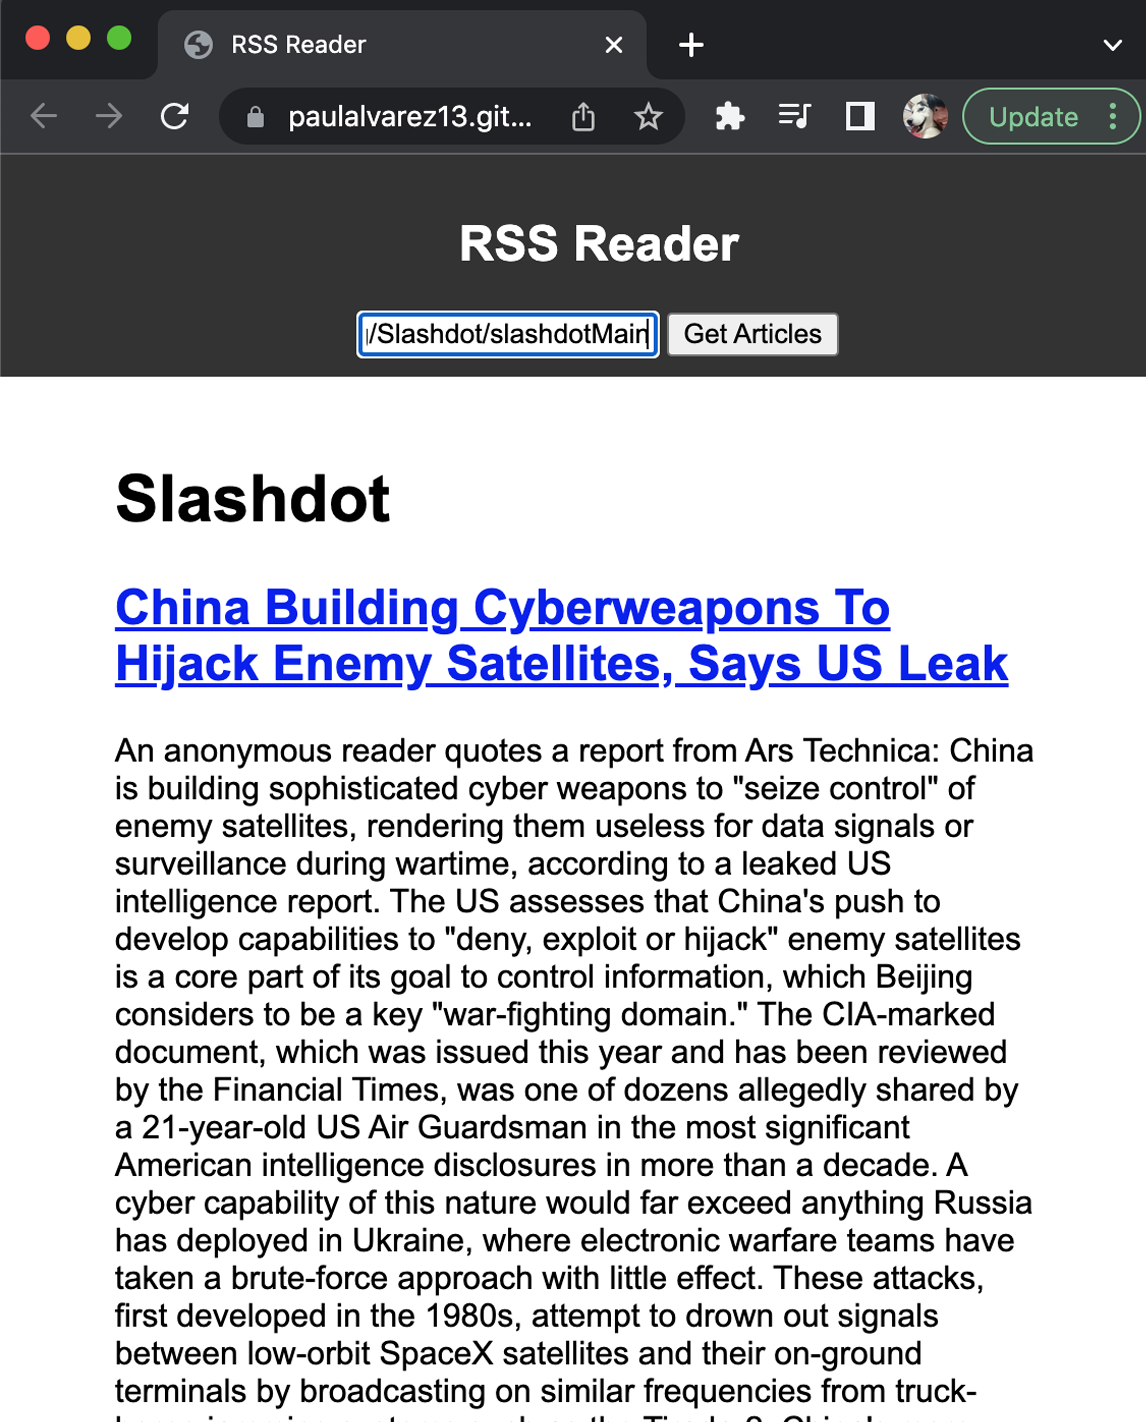 RSS Reader
paulalvarez13.git...
Update
RSS Reader
/Slashdot/slashdotMain
Get Articles
Slashdot
China Building Cyberweapons To
Hijack Enemy Satellites, Says US Leak
An anonymous reader quotes a report from Ars Technica: China
is building sophisticated cyber weapons to "seize control" of
enemy satellites, rendering them useless for data signals or
surveillance during wartime, according to a leaked US
intelligence report. The US assesses that China's push to
develop capabilities to "deny, exploit or hijack" enemy satellites
is a core part of its goal to control information, which Beijing
considers to be a key "war-fighting domain." The CIA-marked
document, which was issued this year and has been reviewed
by the Financial Times, was one of dozens allegedly shared by
a 21-year-old US Air Guardsman in the most significant
American intelligence disclosures in more than a decade. A
cyber capability of this nature would far exceed anything Russia
has deployed in Ukraine, where electronic warfare teams have
taken a brute-force approach with little effect. These attacks,
first developed in the 1980s, attempt to drown out signals
between low-orbit SpaceX satellites and their on-ground
terminals by broadcasting on similar frequencies from truck-